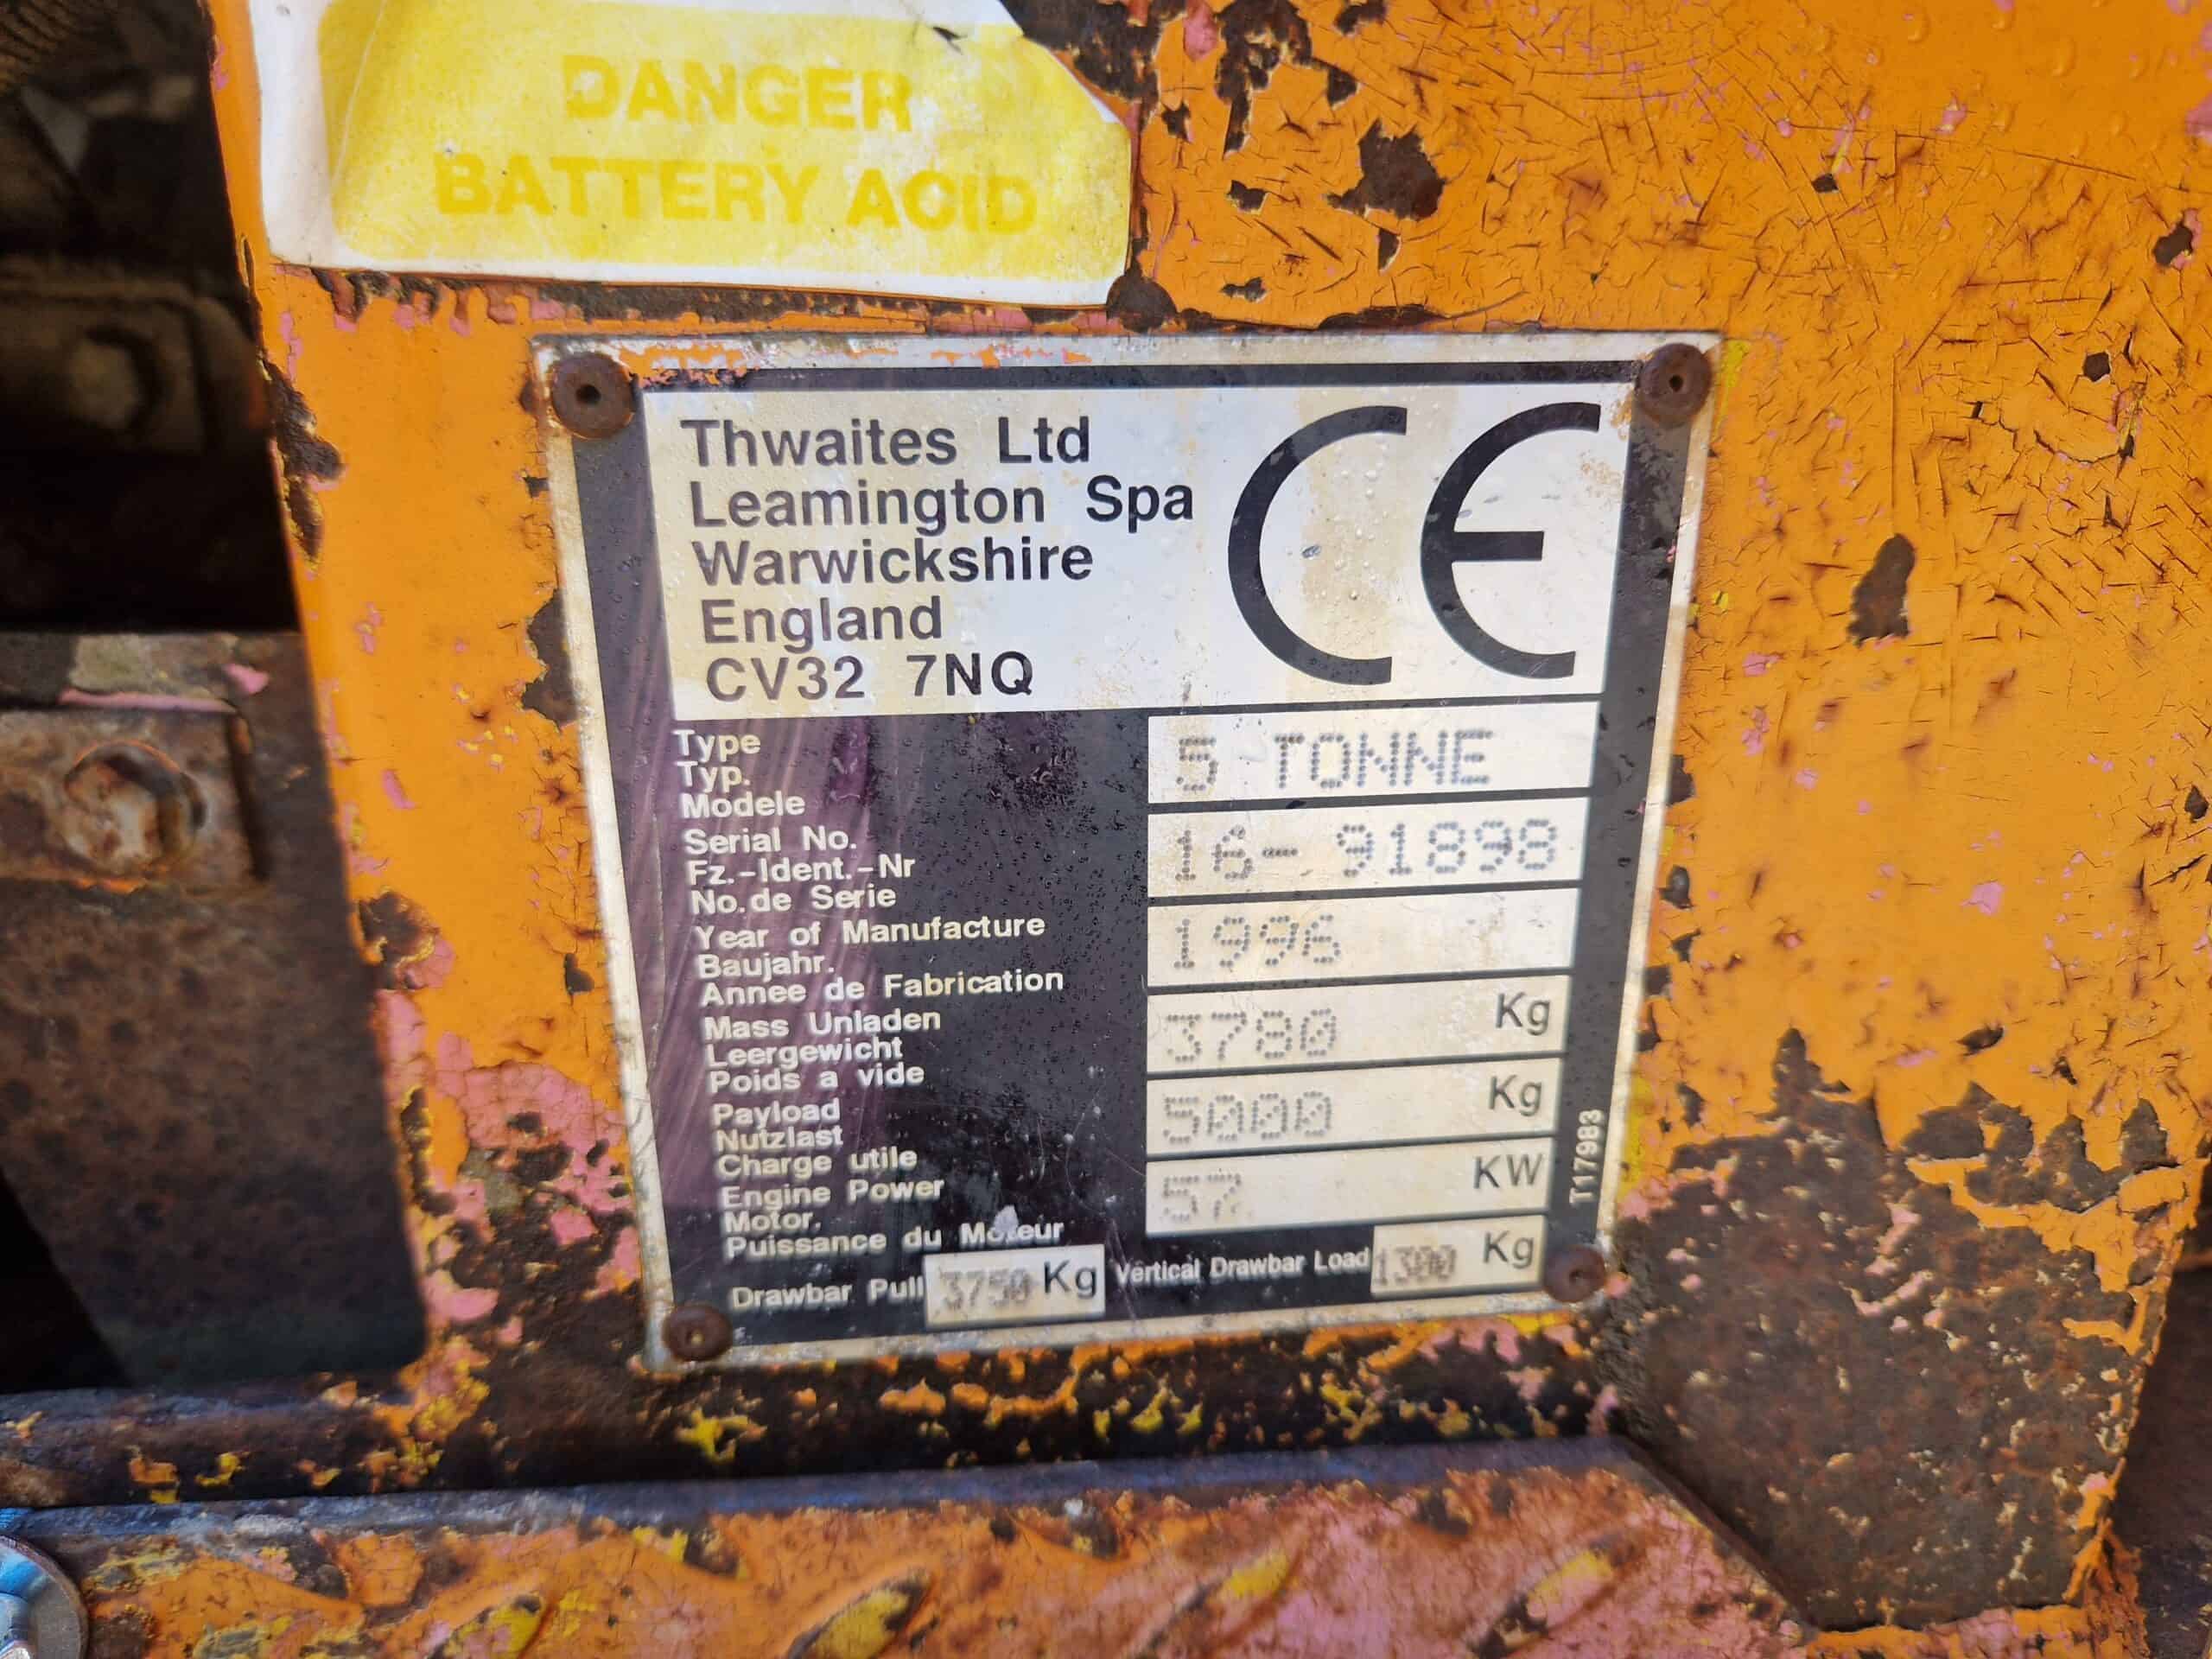 DANGER
BATTERY ACID
Thwaites Ltd
Leamington Spa
Warwickshire
England
CV32 7NQ
CE
Type
Typ.
Modele
5 TONNE
Serial No.
Fz.-Ident.-Nr
No.de Serie
16- 91898
Year of Manufacture
Baujahr.
Annee de Fabrication
1996
Mass Unladen
Leergewicht
Poids a vide
3780 Kg
Payload
Nutzlast
Charge utile
5000 Kg
Engine Power
Motor.
Puissance du Moteur
57 KW
Drawbar Pull 3750 Kg Vertical Drawbar Load 1300 Kg
T17983